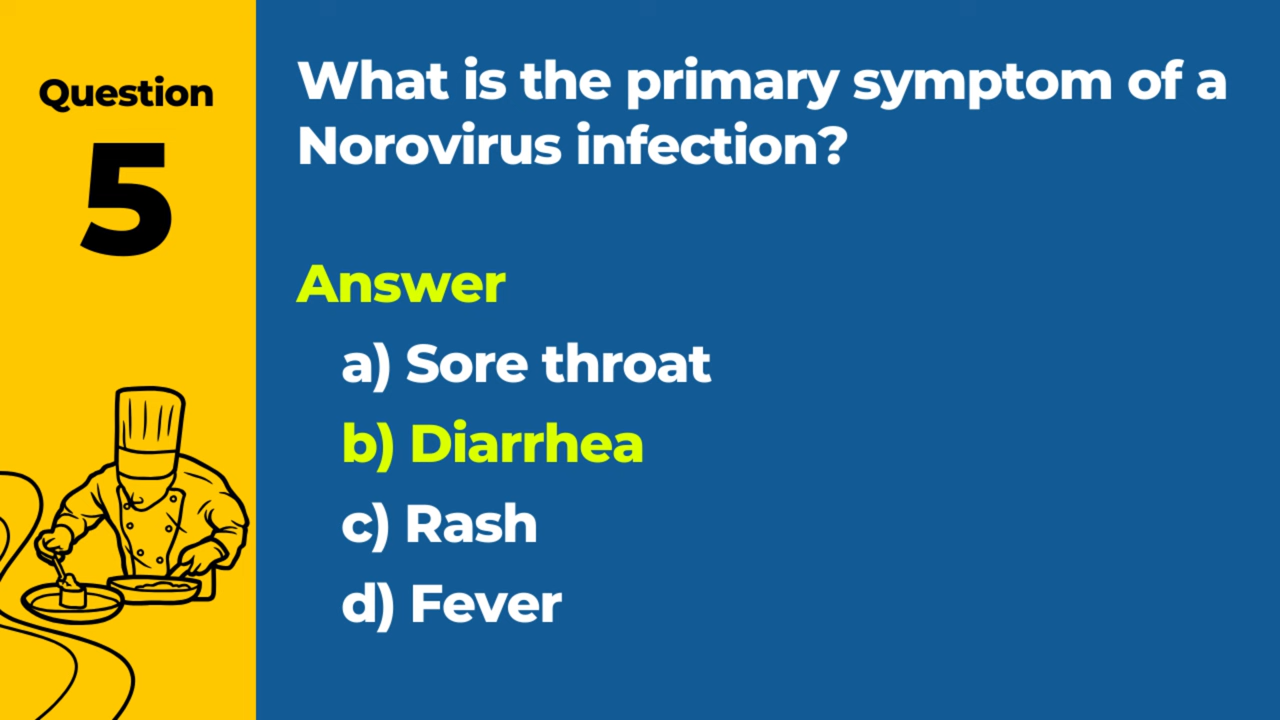 Question
5
What is the primary symptom of a
Norovirus infection?
Answer
a) Sore throat
b) Diarrhea
c) Rash
d) Fever